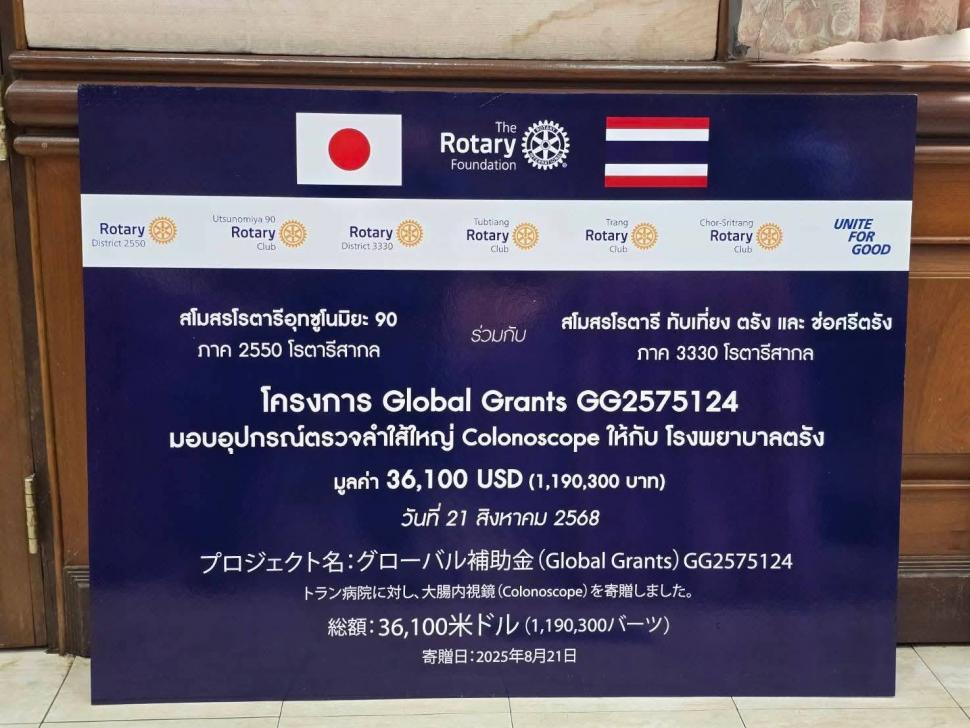 The
Rotary
Foundation
Rotary
District 2550
Utsunomiya 90
Rotary
Club
Rotary
District 3330
Tubtiang
Rotary
Club
Trang
Rotary
Club
Chor-Sritrang
Rotary
Club
UNITE
FOR
GOOD
สโมสรโรตารีอุทซูโนมิยะ 90
ภาค 2550 โรตารีสากล
ร่วมกับ
สโมสรโรตารี ทับเที่ยง ตรัง และ ช่อศรีตรัง
ภาค 3330 โรตารีสากล
โครงการ Global Grants GG2575124
มอบอุปกรณ์ตรวจลำไส้ใหญ่ Colonoscope ให้กับ โรงพยาบาลตรัง
มูลค่า 36,100 USD (1,190,300 บาท)
วันที่ 21 สิงหาคม 2568
プロジェクト名：グローバル補助金（Global Grants）GG2575124
トラン病院に対し、大腸内視鏡（Colonoscope）を寄贈しました。
総額：36,100米ドル（1,190,300バーツ）
寄贈日：2025年8月21日